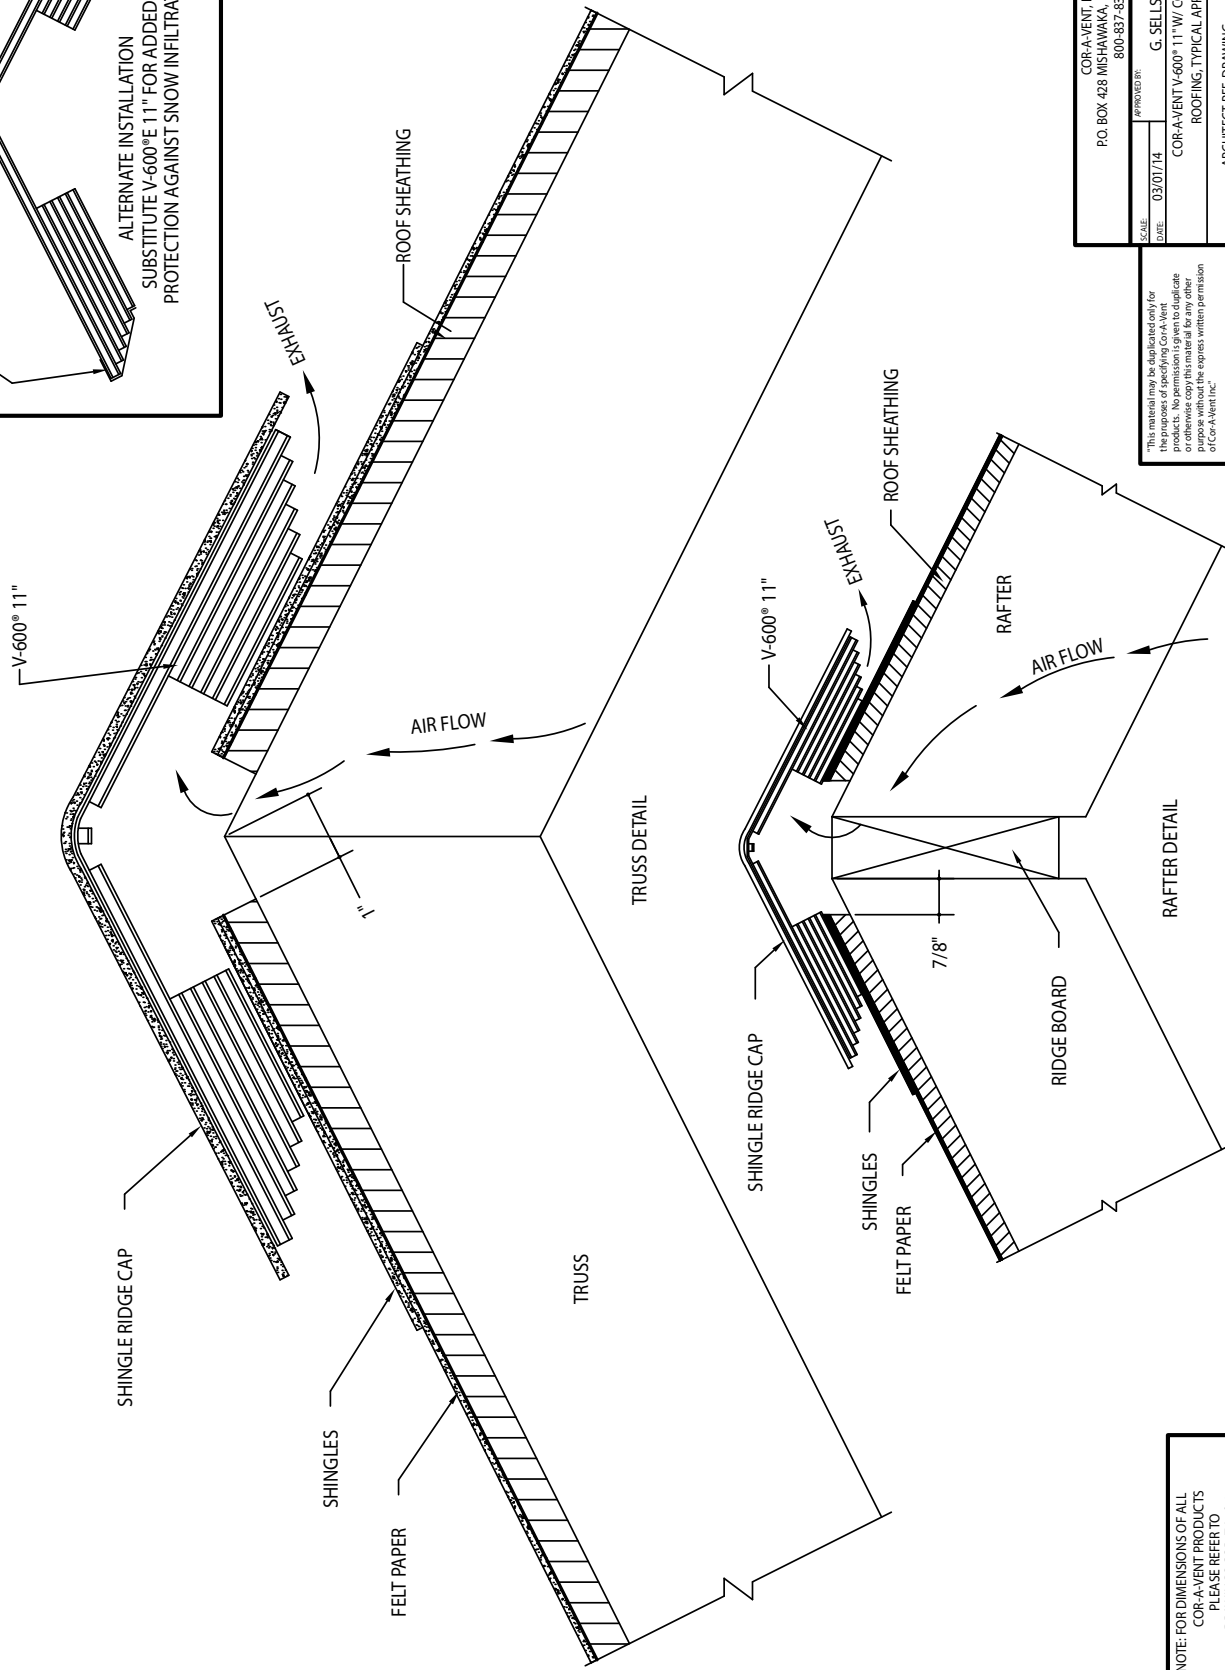 ALTERNATE INSTALLATION
SUBSTITUTE V-600®E 11" FOR ADDED
PROTECTION AGAINST SNOW
V-600® 11"
EXHAUST
ROOF SHEATHING
SHINGLE RIDGE CAP
SHINGLES
FELT PAPER
AIR FLOW
1"
TRUSS
TRUSS DETAIL
V-600® 11"
EXHAUST
ROOF SHEATHING
SHINGLE RIDGE CAP
SHINGLES
FELT PAPER
RAFTER
AIR FLOW
7/8"
RIDGE BOARD
RAFTER DETAIL
NOTE: FOR DIMENSIONS OF ALL
COR-A-VENT PRODUCTS
PLEASE REFER TO
"This material may be duplicated only for
the pruposes of specifying Cor-A-Vent
products. No permission is given to duplicate
or otherwise copy this material for any other
purpose without the express written permission
of Cor-A-Vent Inc."
COR-A-VENT,
P.O. BOX 428 MISHAWAKA,
800-837-83
SCALE:
APPROVED BY:
DATE: 03/01/14
G. SELLS
COR-A-VENT V-600® 11" W/
ROOFING, TYPICAL
ARCHITECT REF. DRAWING